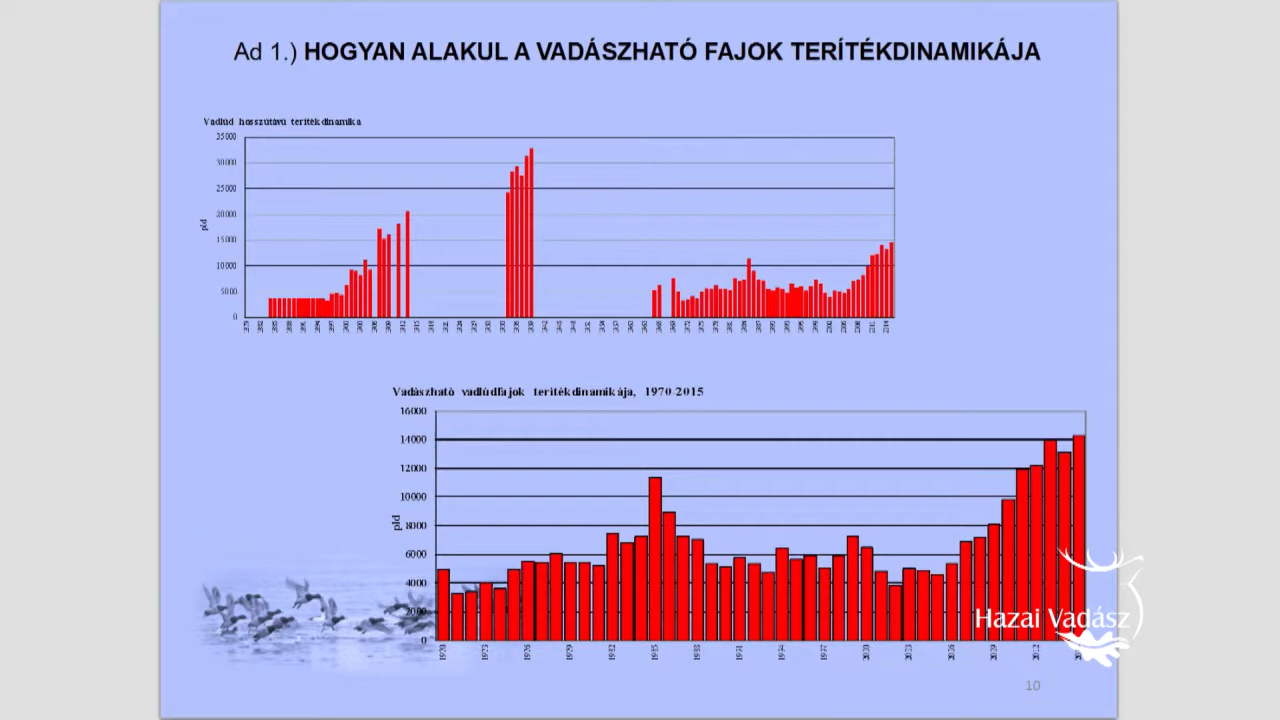 Ad 1.) HOGYAN ALAKUL A VADÁSZHATÓ FAJOK TERÍTÉKDINAMIKÁJA
Vadlúd hosszútávú terítékdinamika
35000
30000
25000
20000
15000
10000
5000
0
pld
Vadászható vadlúdfajok terítékdinamikája, 1970-2015
16000
14000
12000
10000
8000
6000
4000
2000
0
pld
1970 1973 1976 1979 1982 1985 1988 1991 1994 1997 2000 2003 2006 2009 2012
Hazai Vadász
10